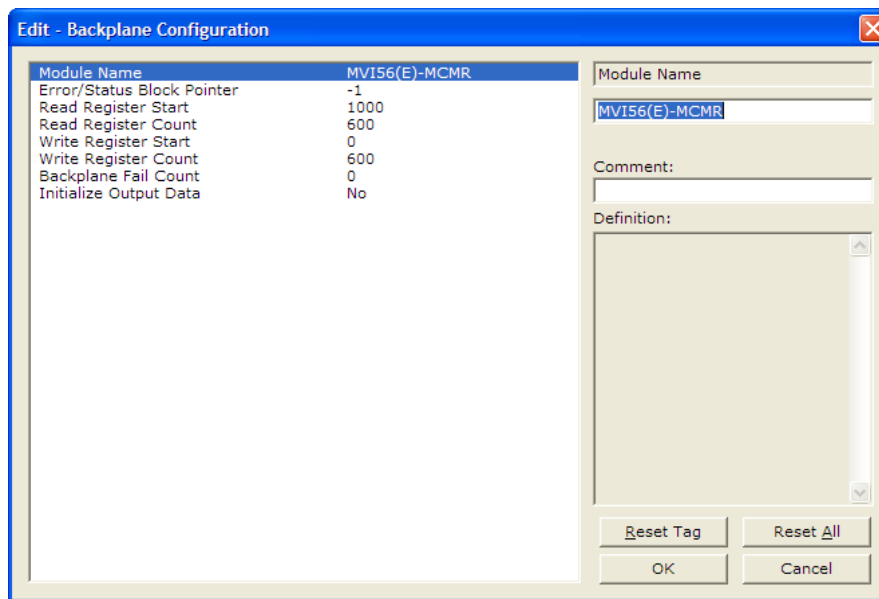 Edit - Backplane Configuration
Module Name MVI56(E)-MCMR
Error/Status Block Pointer -1
Read Register Start 1000
Read Register Count 600
Write Register Start 0
Write Register Count 600
Backplane Fail Count 0
Initialize Output Data No
Module Name
MVI56(E)-MCMR
Comment:
Definition:
Reset Tag Reset All
OK Cancel